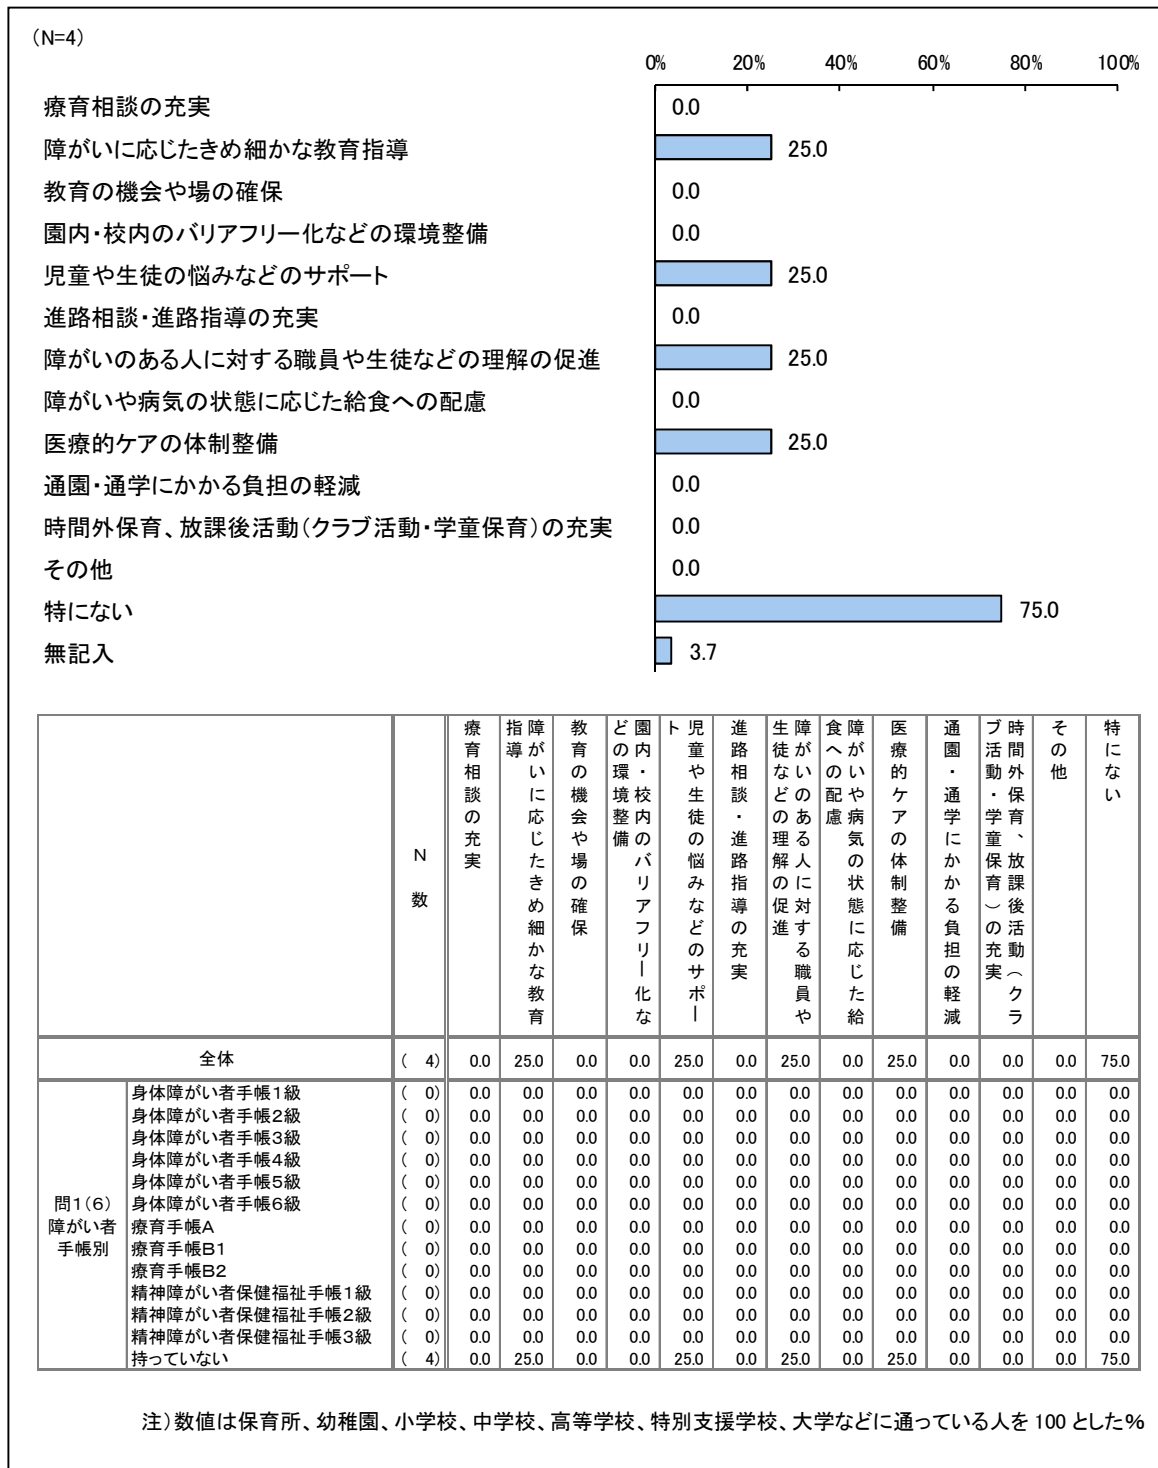 (N=4)
0% 20% 40% 60% 80% 100%
療育相談の充実 0.0
障がいに応じたきめ細かな教育指導 25.0
教育の機会や場の確保 0.0
園内・校内のバリアフリー化などの環境整備 0.0
児童や生徒の悩みなどのサポート 25.0
進路相談・進路指導の充実 0.0
障がいのある人に対する職員や生徒などの理解の促進 25.0
障がいや病気の状態に応じた給食への配慮 0.0
医療的ケアの体制整備 25.0
通園・通学にかかる負担の軽減 0.0
時間外保育、放課後活動(クラブ活動・学童保育)の充実 0.0
その他 0.0
特にない 75.0
無記入 3.7
N数
療育相談の充実
障がいに応じたきめ細かな教育
指導
教育の機会や場の確保
園内・校内のバリアフリー化な
どの環境整備
児童や生徒の悩みなどのサポー
ト
進路相談・進路指導の充実
障がいのある人に対する職員や
生徒などの理解の促進
障がいや病気の状態に応じた給
食への配慮
医療的ケアの体制整備
通園・通学にかかる負担の軽減
時間外保育、放課後活動(クラ
ブ活動・学童保育)の充実
その他
特にない
全体 ( 4) 0.0 25.0 0.0 0.0 25.0 0.0 25.0 0.0 25.0 0.0 0.0 0.0 75.0
問1(6)
障がい者
手帳別
身体障がい者手帳1級 ( 0) 0.0 0.0 0.0 0.0 0.0 0.0 0.0 0.0 0.0 0.0 0.0 0.0 0.0
身体障がい者手帳2級 ( 0) 0.0 0.0 0.0 0.0 0.0 0.0 0.0 0.0 0.0 0.0 0.0 0.0 0.0
身体障がい者手帳3級 ( 0) 0.0 0.0 0.0 0.0 0.0 0.0 0.0 0.0 0.0 0.0 0.0 0.0 0.0
身体障がい者手帳4級 ( 0) 0.0 0.0 0.0 0.0 0.0 0.0 0.0 0.0 0.0 0.0 0.0 0.0 0.0
身体障がい者手帳5級 ( 0) 0.0 0.0 0.0 0.0 0.0 0.0 0.0 0.0 0.0 0.0 0.0 0.0 0.0
身体障がい者手帳6級 ( 0) 0.0 0.0 0.0 0.0 0.0 0.0 0.0 0.0 0.0 0.0 0.0 0.0 0.0
療育手帳A ( 0) 0.0 0.0 0.0 0.0 0.0 0.0 0.0 0.0 0.0 0.0 0.0 0.0 0.0
療育手帳B1 ( 0) 0.0 0.0 0.0 0.0 0.0 0.0 0.0 0.0 0.0 0.0 0.0 0.0 0.0
療育手帳B2 ( 0) 0.0 0.0 0.0 0.0 0.0 0.0 0.0 0.0 0.0 0.0 0.0 0.0 0.0
精神障がい者保健福祉手帳1級 ( 0) 0.0 0.0 0.0 0.0 0.0 0.0 0.0 0.0 0.0 0.0 0.0 0.0 0.0
精神障がい者保健福祉手帳2級 ( 0) 0.0 0.0 0.0 0.0 0.0 0.0 0.0 0.0 0.0 0.0 0.0 0.0 0.0
精神障がい者保健福祉手帳3級 ( 0) 0.0 0.0 0.0 0.0 0.0 0.0 0.0 0.0 0.0 0.0 0.0 0.0 0.0
持っていない ( 4) 0.0 25.0 0.0 0.0 25.0 0.0 25.0 0.0 25.0 0.0 0.0 0.0 75.0
注)数値は保育所、幼稚園、小学校、中学校、高等学校、特別支援学校、大学などに通っている人を 100 とした%